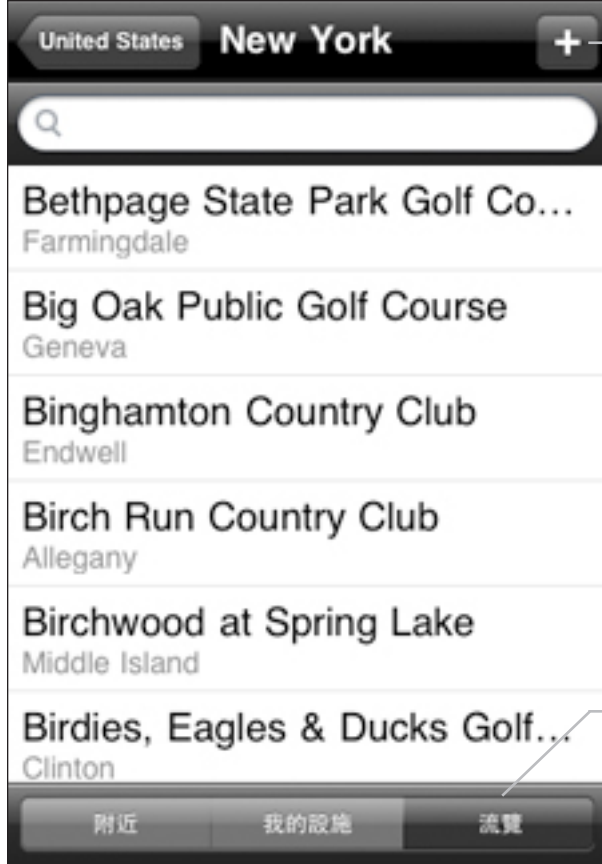 United States New York +
Bethpage State Park Golf Co...
Farmingdale
Big Oak Public Golf Course
Geneva
Binghamton Country Club
Endwell
Birch Run Country Club
Allegany
Birchwood at Spring Lake
Middle Island
Birdies, Eagles & Ducks Golf...
Clinton
附近 我的設施 流覽